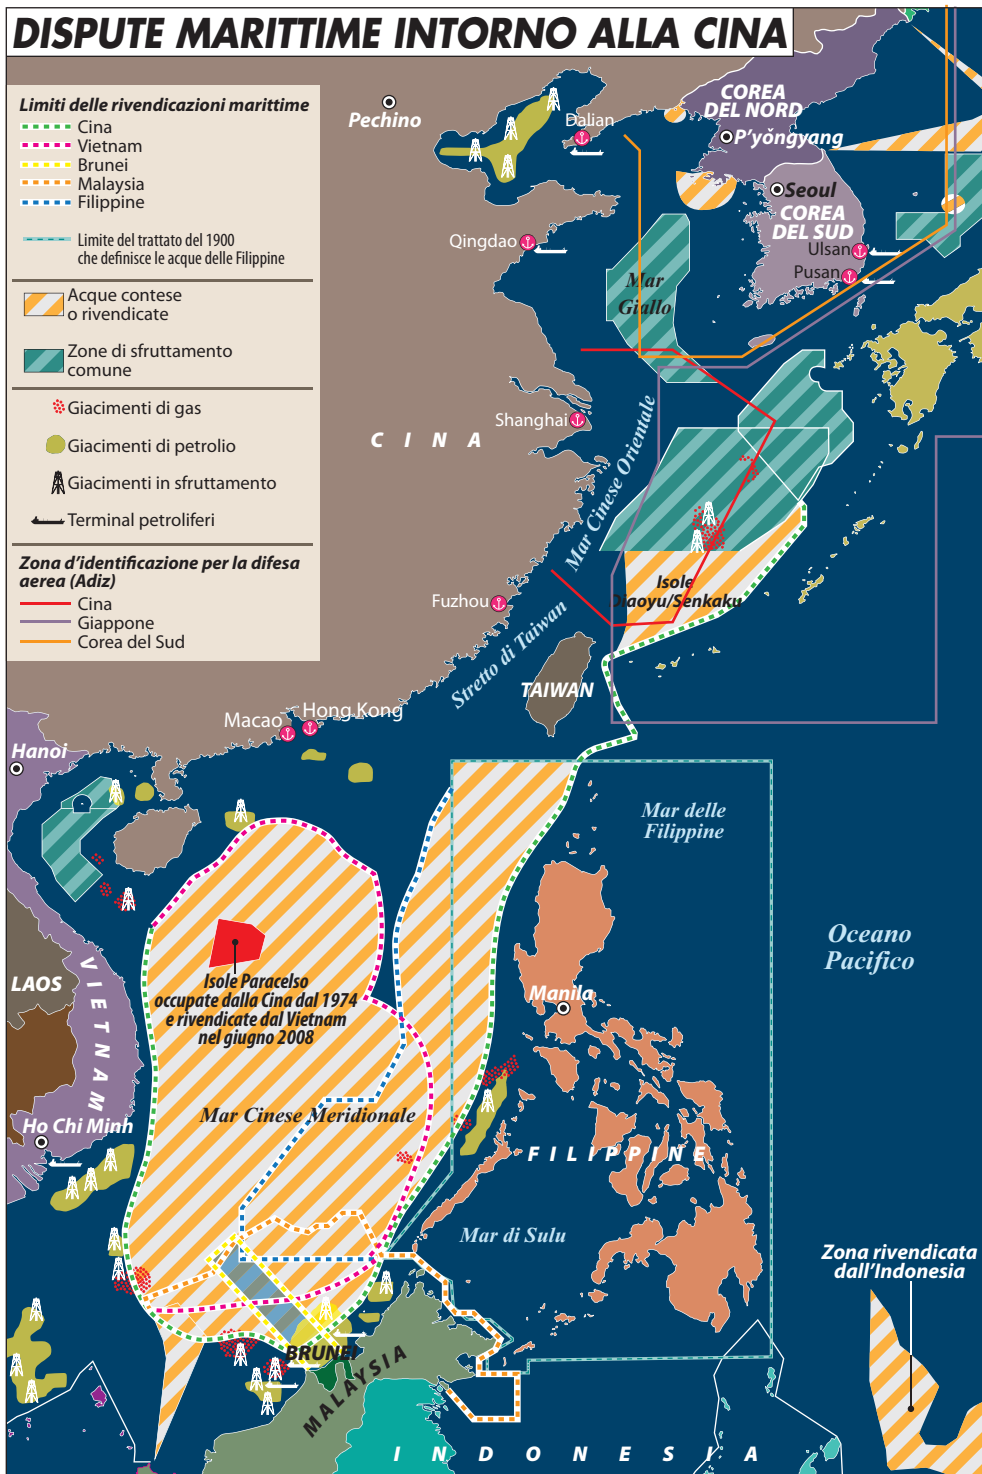 DISPUTE MARITTIME INTORNO ALLA CINA
Limiti delle rivendicazioni marittime
Cina
Vietnam
Brunei
Malaysia
Filippine
Limite del trattato del 1900
che definisce le acque delle Filippine
Acque contese
o rivendicate
Zone di sfruttamento
comune
Giacimenti di gas
Giacimenti di petrolio
Giacimenti in sfruttamento
Terminal petroliferi
Zona d'identificazione per la difesa
aerea (Adiz)
Cina
Giappone
Corea del Sud
Pechino
Dalian
COREA
DEL NORD
P'yŏngyang
Seoul
COREA
DEL SUD
Ulsan
Pusan
Qingdao
Mar
Giallo
Shanghai
CINA
Mar Cinese Orientale
Isole
Diaoyu/Senkaku
Fuzhou
Stretto di Taiwan
TAIWAN
Macao
Hong Kong
Hanoi
Mar delle
Filippine
Oceano
Pacifico
LAOS
VIETNAM
Isole Paracelso
occupate dalla Cina dal 1974
e rivendicate dal Vietnam
nel giugno 2008
Manila
Mar Cinese Meridionale
Ho Chi Minh
FILIPPINE
Mar di Sulu
Zona rivendicata
dall'Indonesia
BRUNEI
MALAYSIA
INDONESIA